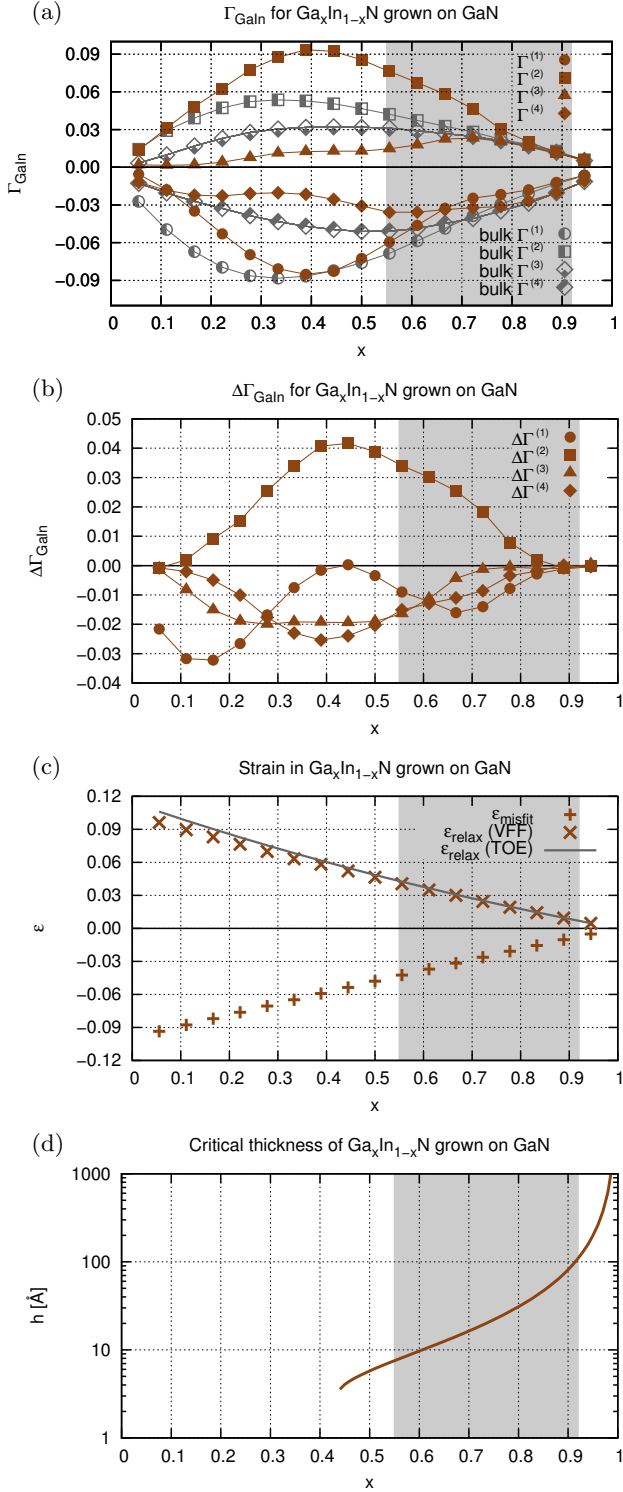 (a)
Γ_GaIn for Ga_xIn_{1−x}N grown on GaN
0.09
0.06
0.03
0.00
−0.03
−0.06
−0.09
Γ_GaIn
Γ^(1)
Γ^(2)
Γ^(3)
Γ^(4)
bulk Γ^(1)
bulk Γ^(2)
bulk Γ^(3)
bulk Γ^(4)
0 0.1 0.2 0.3 0.4 0.5 0.6 0.7 0.8 0.9 1
x
(b)
ΔΓ_GaIn for Ga_xIn_{1−x}N grown on GaN
0.05
0.04
0.03
0.02
0.01
0.00
−0.01
−0.02
−0.03
−0.04
ΔΓ_GaIn
ΔΓ^(1)
ΔΓ^(2)
ΔΓ^(3)
ΔΓ^(4)
0 0.1 0.2 0.3 0.4 0.5 0.6 0.7 0.8 0.9 1
x
(c)
Strain in Ga_xIn_{1−x}N grown on GaN
0.12
0.09
0.06
0.03
0.00
−0.03
−0.06
−0.09
−0.12
ε
ε_misfit
ε_relax (VFF)
ε_relax (TOE)
0 0.1 0.2 0.3 0.4 0.5 0.6 0.7 0.8 0.9 1
x
(d)
Critical thickness of Ga_xIn_{1−x}N grown on GaN
1000
100
10
1
h [Å]
0 0.1 0.2 0.3 0.4 0.5 0.6 0.7 0.8 0.9 1
x